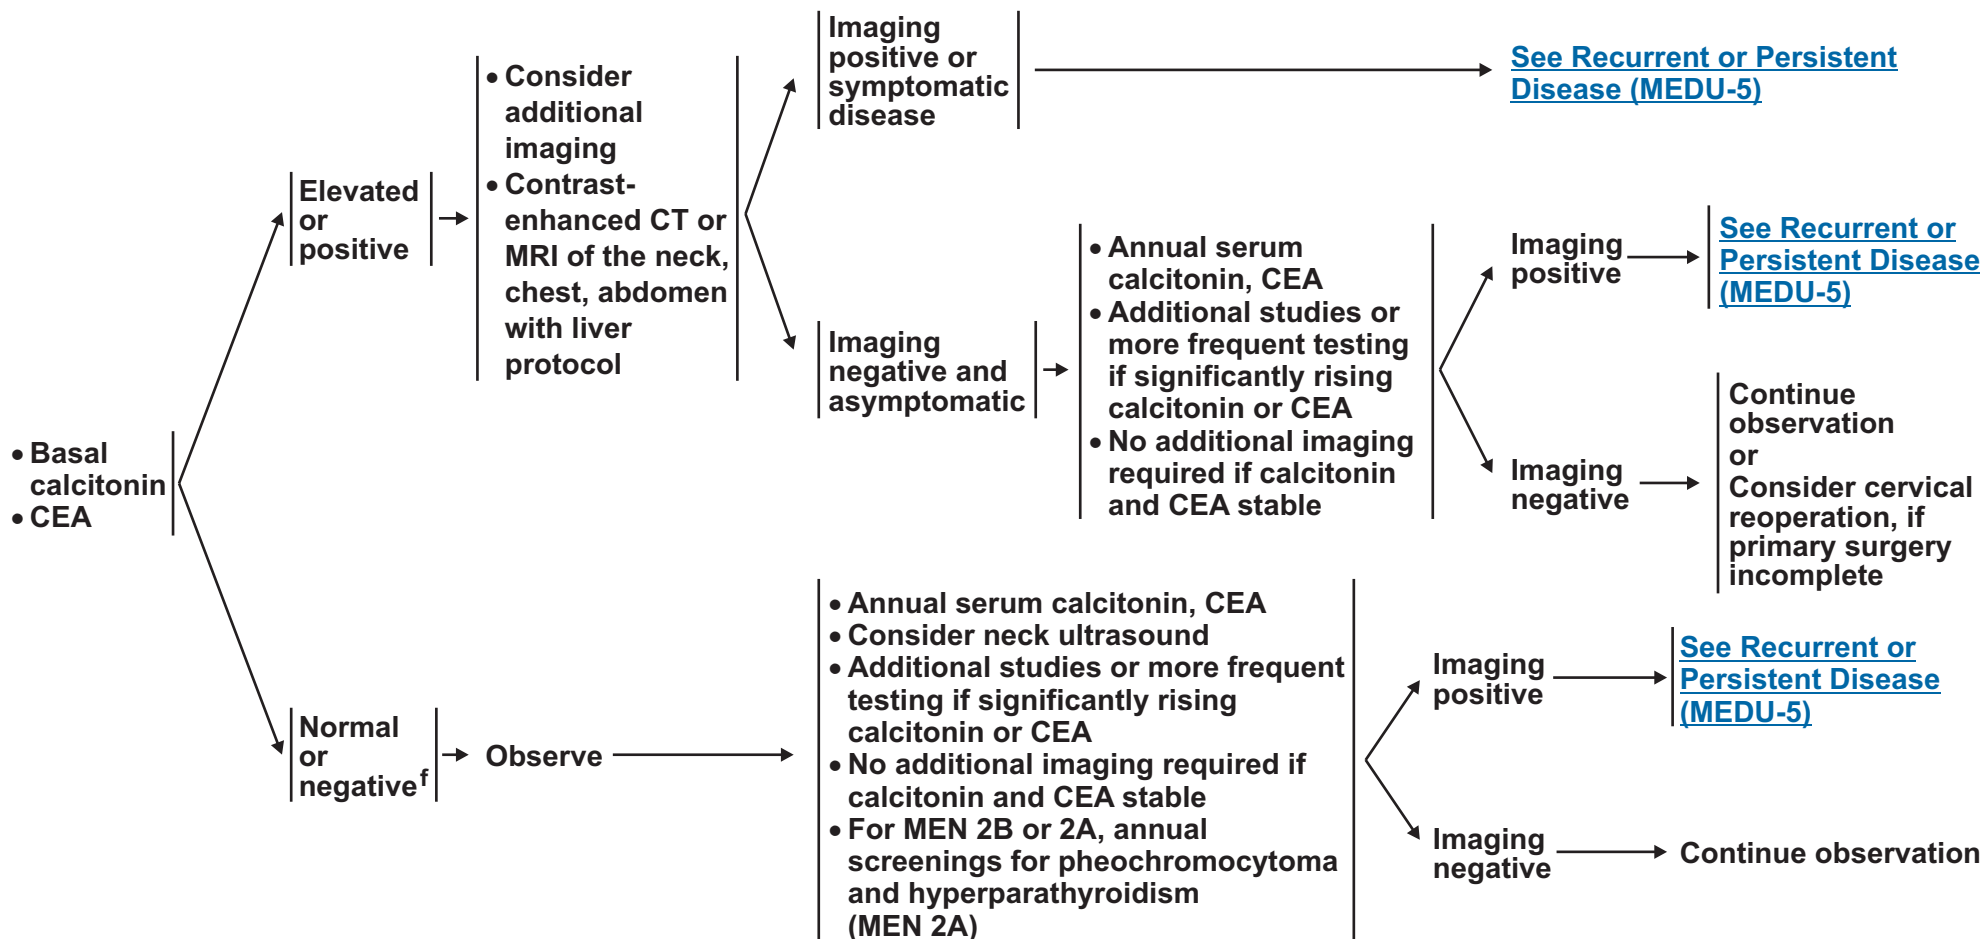 • Basal
calcitonin
• CEA
Elevated
or
positive
• Consider
additional
imaging
• Contrast-
enhanced CT or
MRI of the neck,
chest, abdomen
with liver
protocol
Imaging
positive or
symptomatic
disease
See Recurrent or Persistent
Disease (MEDU-5)
Imaging
negative and
asymptomatic
• Annual serum
calcitonin, CEA
• Additional studies or
more frequent testing
if significantly rising
calcitonin or CEA
• No additional imaging
required if calcitonin
and CEA stable
Imaging
positive
See Recurrent or
Persistent Disease
(MEDU-5)
Imaging
negative
Continue
observation
or
Consider cervical
reoperation, if
primary surgery
incomplete
Normal
or
negativef
Observe
• Annual serum calcitonin, CEA
• Consider neck ultrasound
• Additional studies or more frequent
testing if significantly rising
calcitonin or CEA
• No additional imaging required if
calcitonin and CEA stable
• For MEN 2B or 2A, annual
screenings for pheochromocytoma
and hyperparathyroidism
(MEN 2A)
Imaging
positive
See Recurrent or
Persistent Disease
(MEDU-5)
Imaging
negative
Continue observation